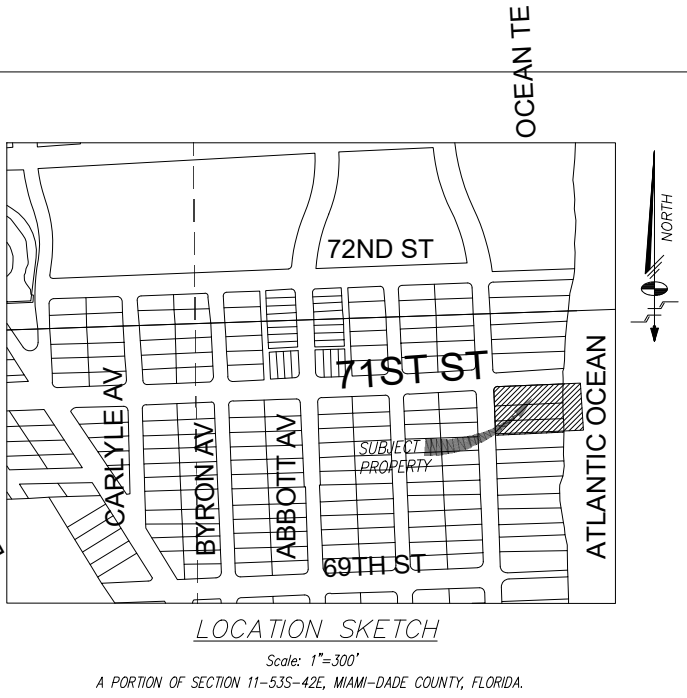 OCEAN TE
NORTH
72ND ST
71ST ST
CARLYLE AV
BYRON AV
ABBOTT AV
SUBJECT
PROPERTY
ATLANTIC OCEAN
69TH ST
LOCATION SKETCH
Scale: 1"=300'
A PORTION OF SECTION 11-53S-42E, MIAMI-DADE COUNTY, FLORIDA.